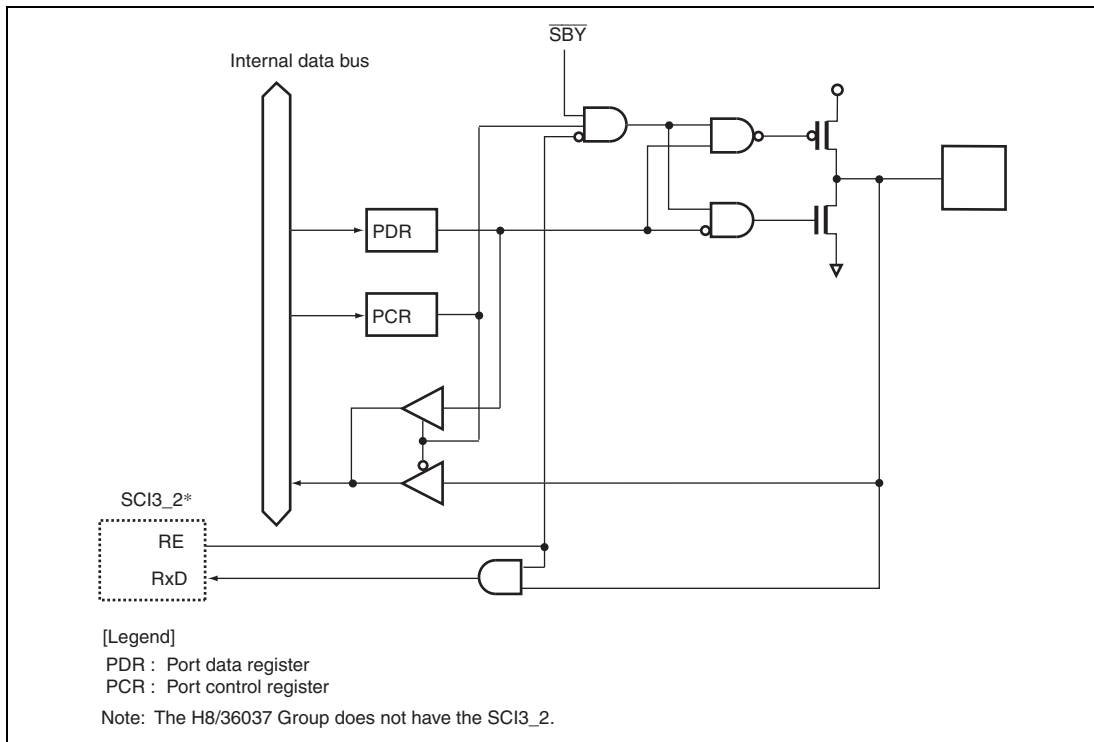 SBY
Internal data bus
PDR
PCR
SCI3_2*
RE
RxD
[Legend]
PDR : Port data register
PCR : Port control register
Note: The H8/36037 Group does not have the SCI3_2.